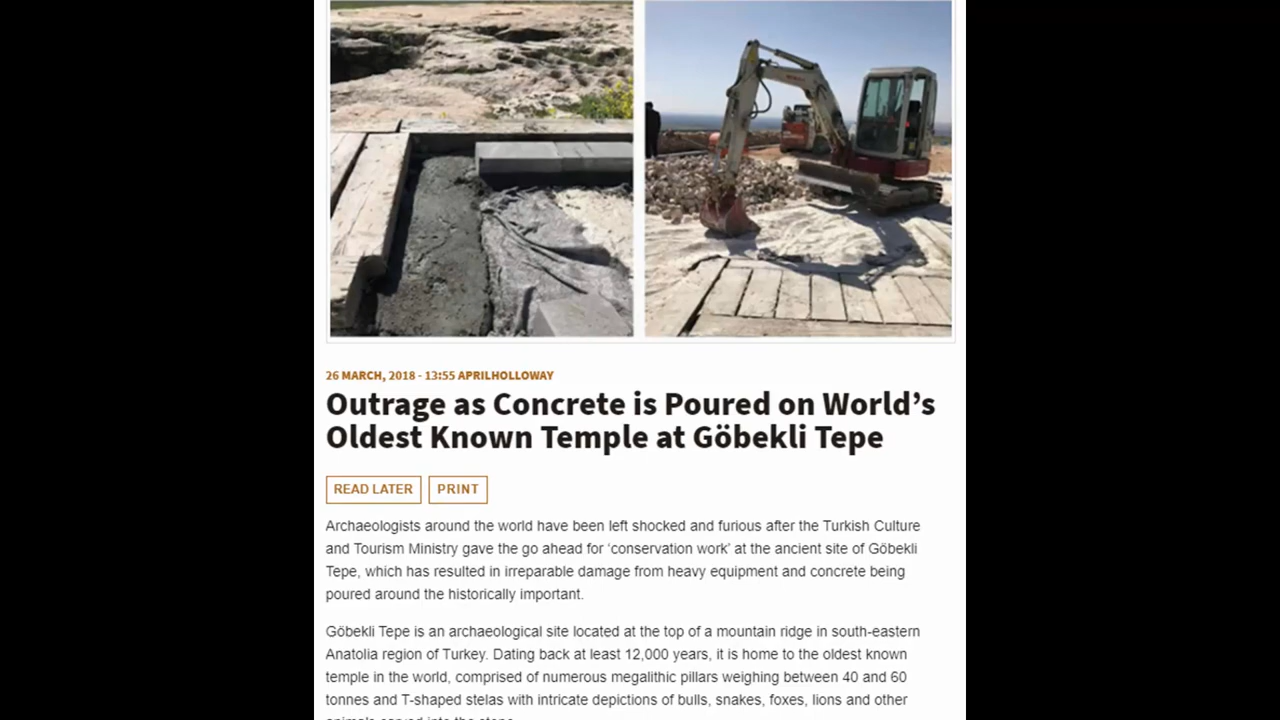 26 MARCH, 2018 - 13:55 APRILHOLLOWAY
Outrage as Concrete is Poured on World’s
Oldest Known Temple at Göbekli Tepe
READ LATER PRINT
Archaeologists around the world have been left shocked and furious after the Turkish Culture
and Tourism Ministry gave the go ahead for ‘conservation work’ at the ancient site of Göbekli
Tepe, which has resulted in irreparable damage from heavy equipment and concrete being
poured around the historically important.
Göbekli Tepe is an archaeological site located at the top of a mountain ridge in south-eastern
Anatolia region of Turkey. Dating back at least 12,000 years, it is home to the oldest known
temple in the world, comprised of numerous megalithic pillars weighing between 40 and 60
tonnes and T-shaped stelas with intricate depictions of bulls, snakes, foxes, lions and other